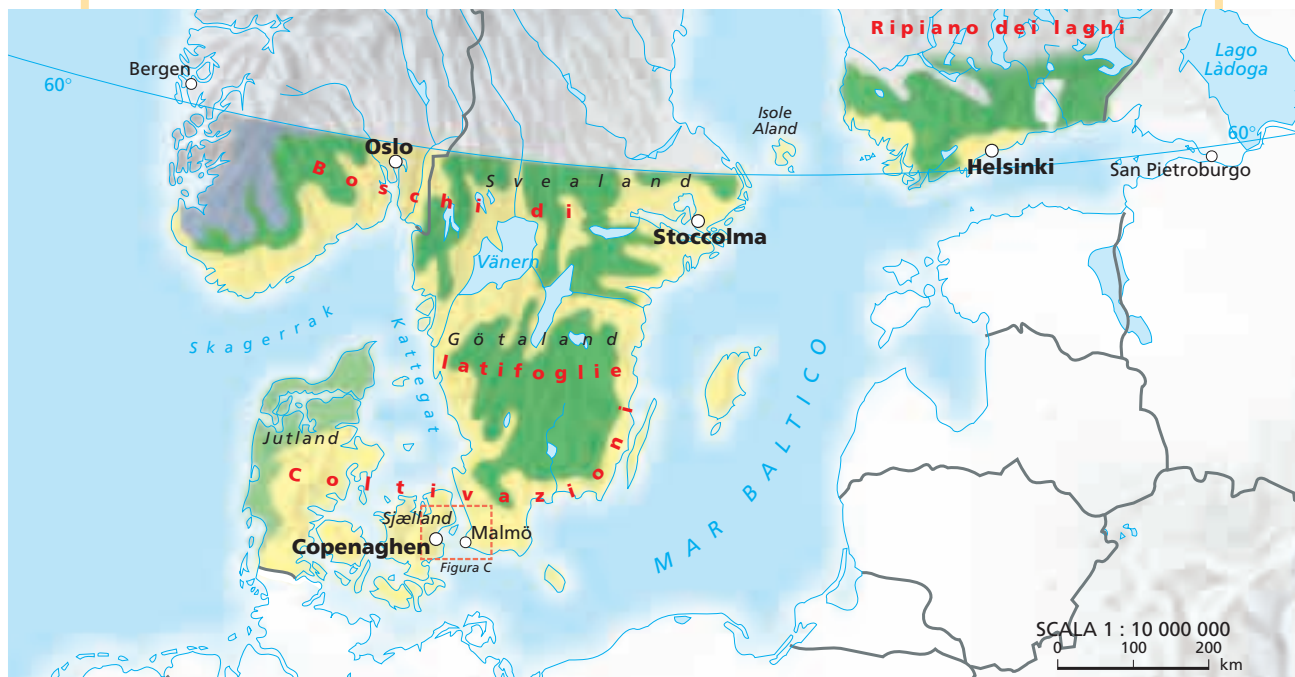 Ripiano dei laghi
Lago
Làdoga
Bergen
60°
Isole
Aland
60°
Oslo
Helsinki
San Pietroburgo
Boschi di
latifoglie
Svealand
Stoccolma
Vänern
Skagerrak
Kattegat
Götaland
MAR BALTICO
Jutland
Coltivazioni
Sjælland
Copenaghen
Malmö
Figura C
SCALA 1 : 10 000 000
0 100 200
km